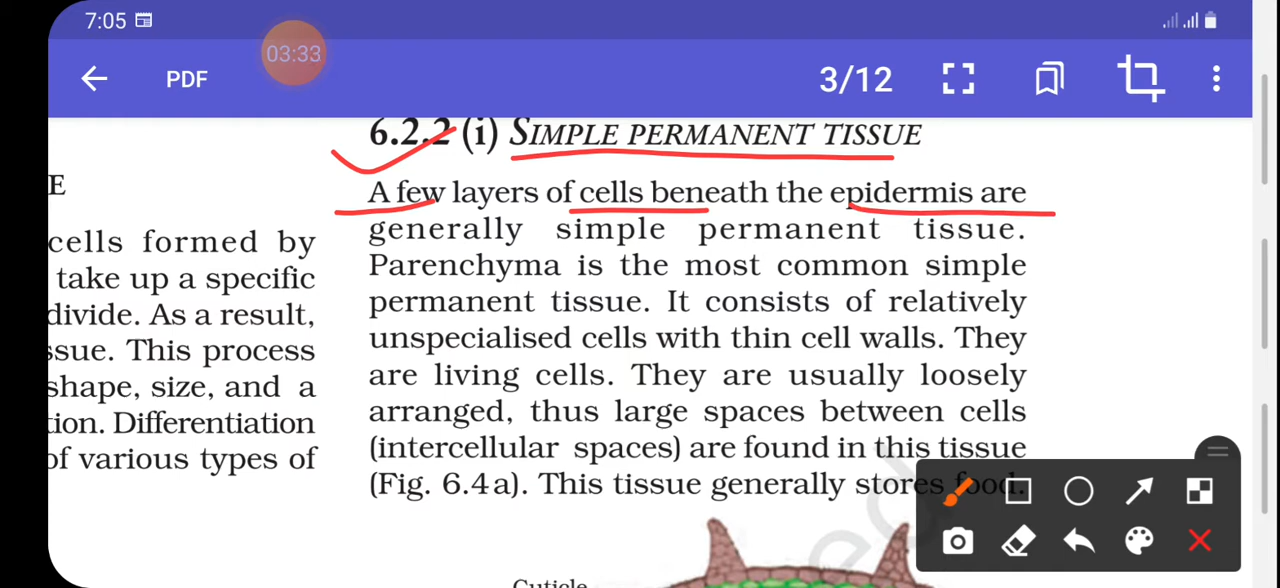 7:05
03:33
PDF
3/12
E
cells formed by
take up a specific
divide. As a result,
ssue. This process
shape, size, and a
tion. Differentiation
of various types of
6.2.2 (i) SIMPLE PERMANENT TISSUE
A few layers of cells beneath the epidermis are
generally simple permanent tissue.
Parenchyma is the most common simple
permanent tissue. It consists of relatively
unspecialised cells with thin cell walls. They
are living cells. They are usually loosely
arranged, thus large spaces between cells
(intercellular spaces) are found in this tissue
(Fig. 6.4 a). This tissue generally stores food.
Cuticle